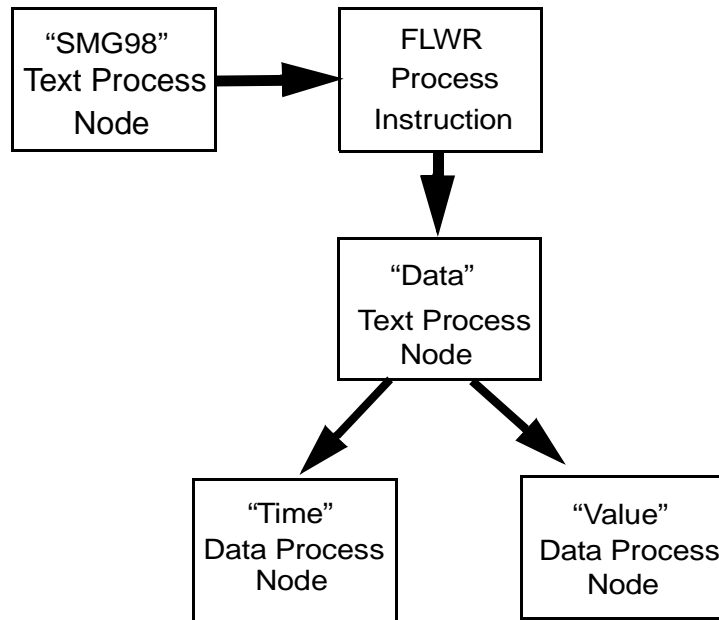 “SMG98”
Text Process
Node
FLWR
Process
Instruction
“Data”
Text Process
Node
“Time”
Data Process
Node
“Value”
Data Process
Node